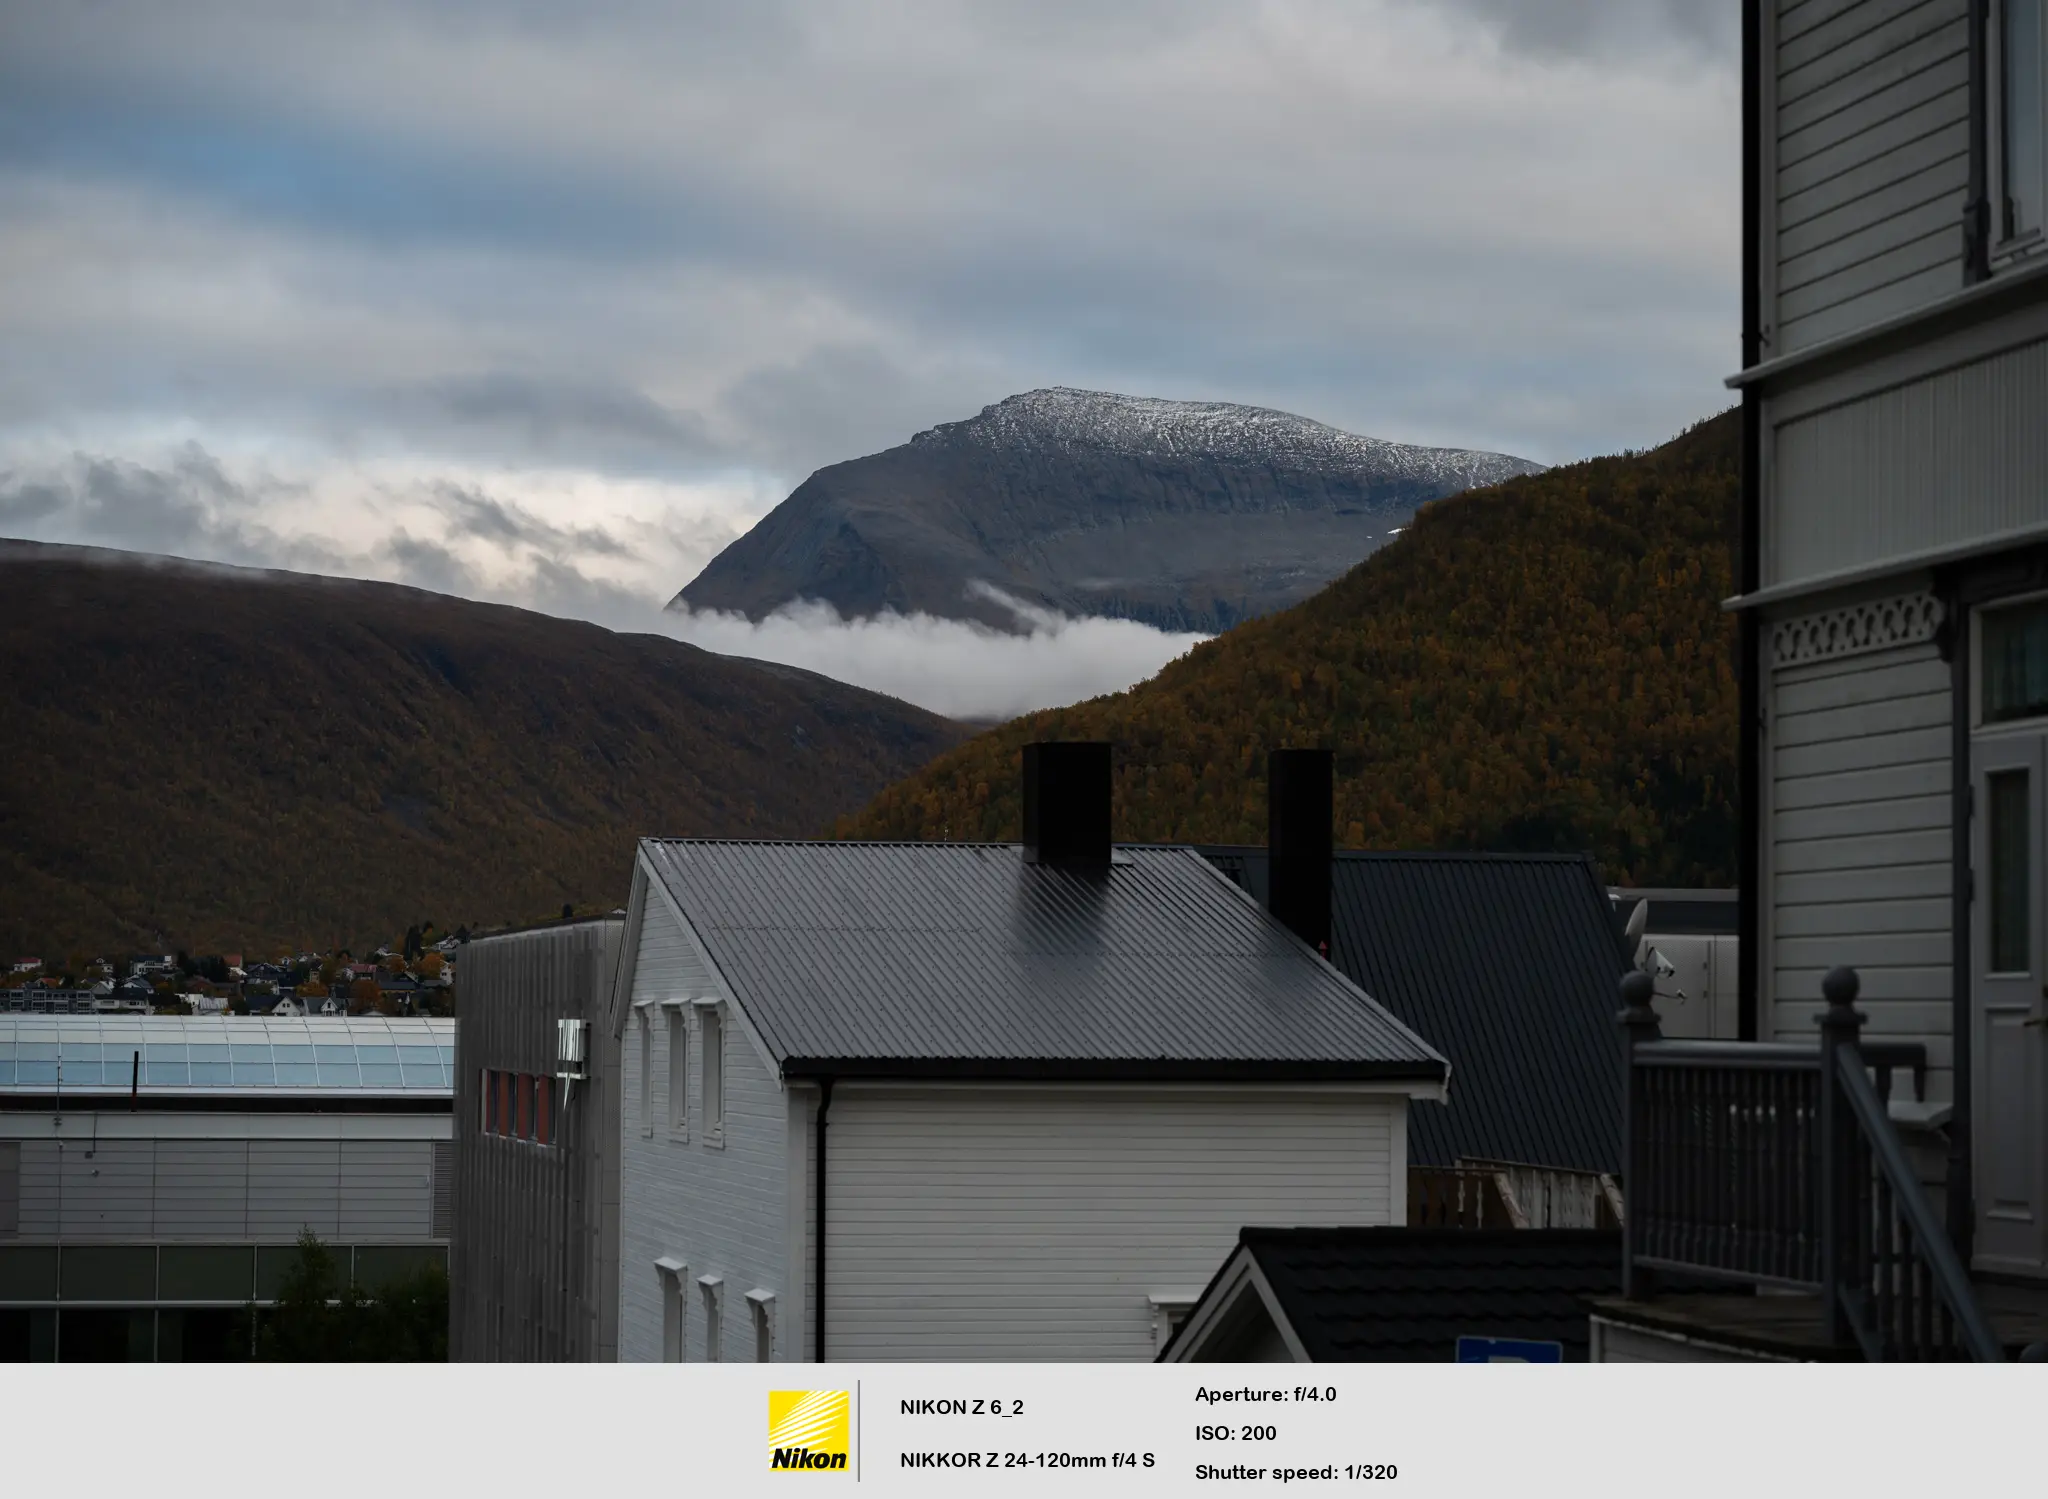 Nikon
NIKON Z 6_2
NIKKOR Z 24-120mm f/4 S
Aperture: f/4.0
ISO: 200
Shutter speed: 1/320